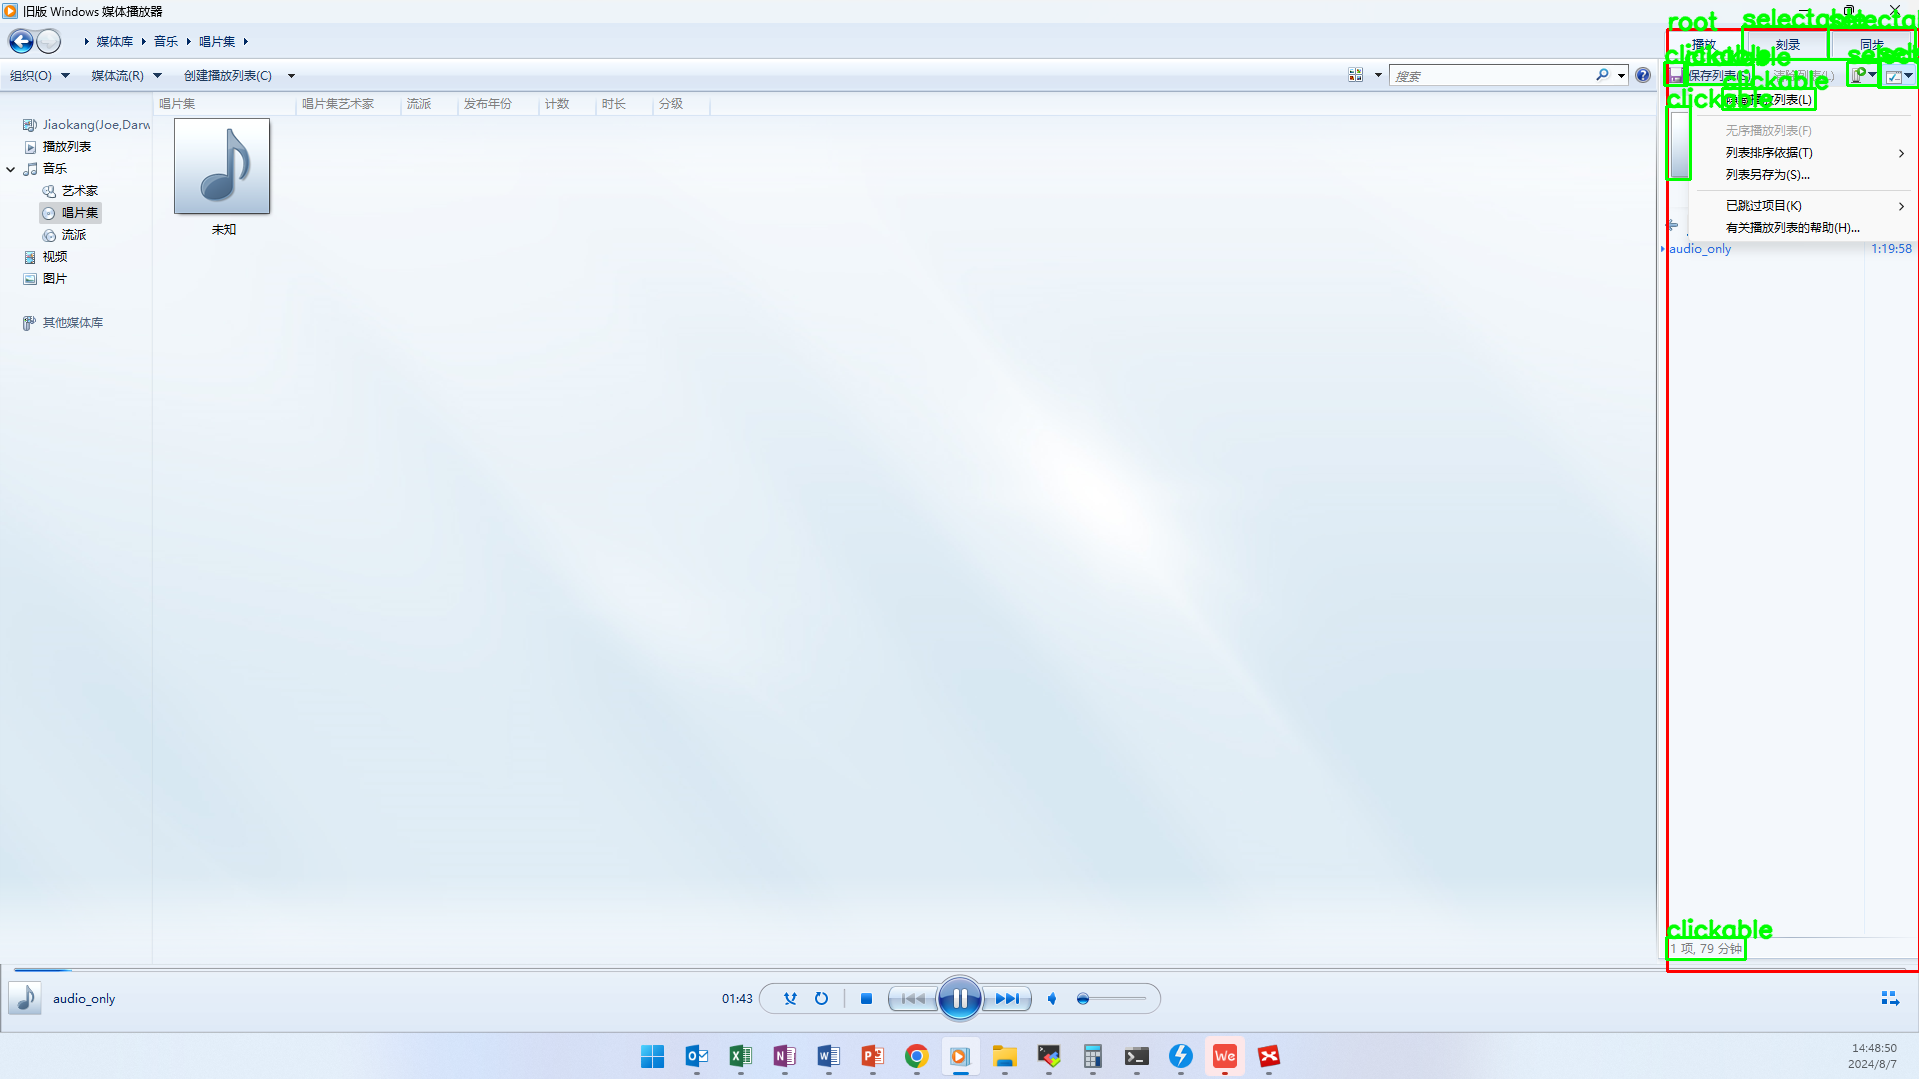 旧版 Windows 媒体播放器
媒体库 音乐 唱片集
root selectable
播放 刻录 同步
组织(O) 媒体流(R) 创建播放列表(C)
搜索
clickable
保存列表(S) 清除列表(L)
唱片集 唱片集艺术家 流派 发布年份 计数 时长 分级
clickable clickable
播放列表(L)
无序播放列表(F)
列表排序依据(T)
列表另存为(S)...
已跳过项目(K)
有关播放列表的帮助(H)...
audio_only 1:19:58
Jiaokang(Joe,Darw
播放列表
音乐
艺术家
唱片集
流派
视频
图片
其他媒体库
未知
clickable
1 项, 79 分钟
audio_only
01:43
14:48:50
2024/8/7